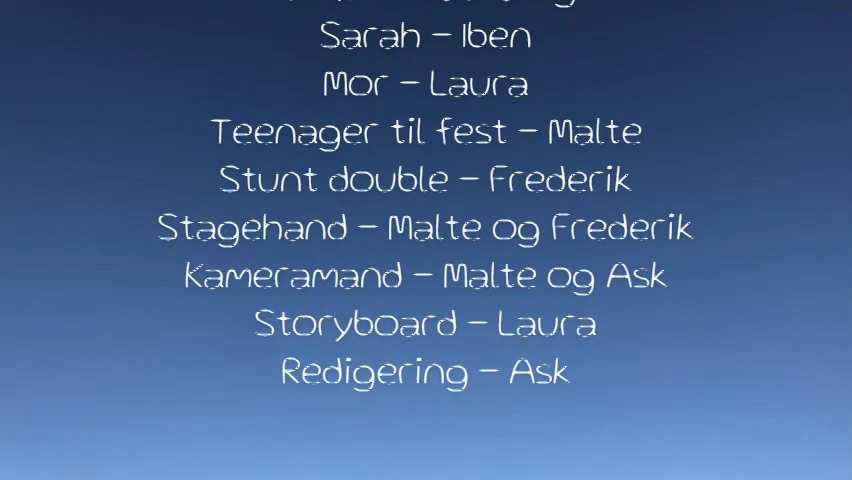 Sarah - Iben
Mor - Laura
Teenager til fest - Malte
Stunt double - Frederik
Stagehand - Malte og Frederik
Kameramand - Malte og Ask
Storyboard - Laura
Redigering - Ask